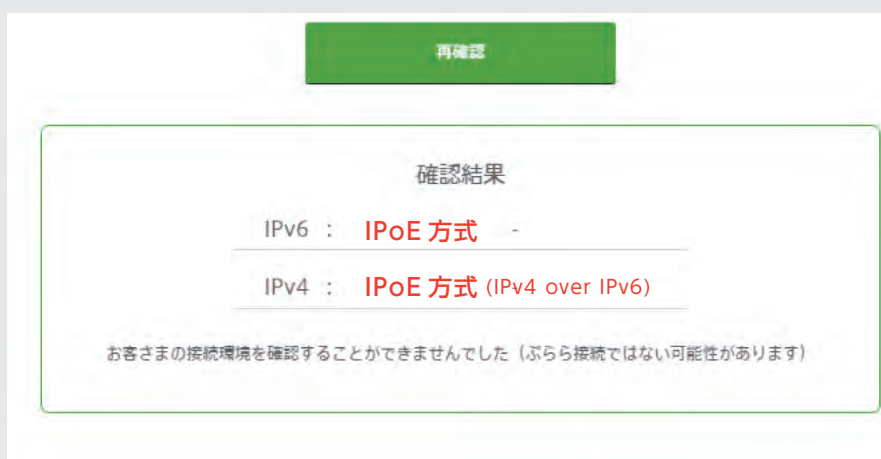 再確認
確認結果
IPv6 : IPoE 方式 -
IPv4 : IPoE 方式 (IPv4 over IPv6)
お客さまの接続環境を確認することができませんでした（ぷらら接続ではない可能性があります）